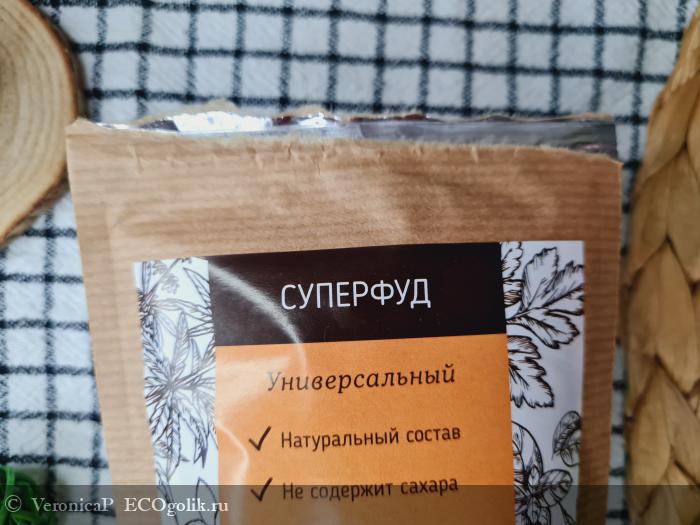 СУПЕРФУД
Универсальный
✓ Натуральный состав
✓ Не содержит сахара
© VeronicaP ECOgolik.ru